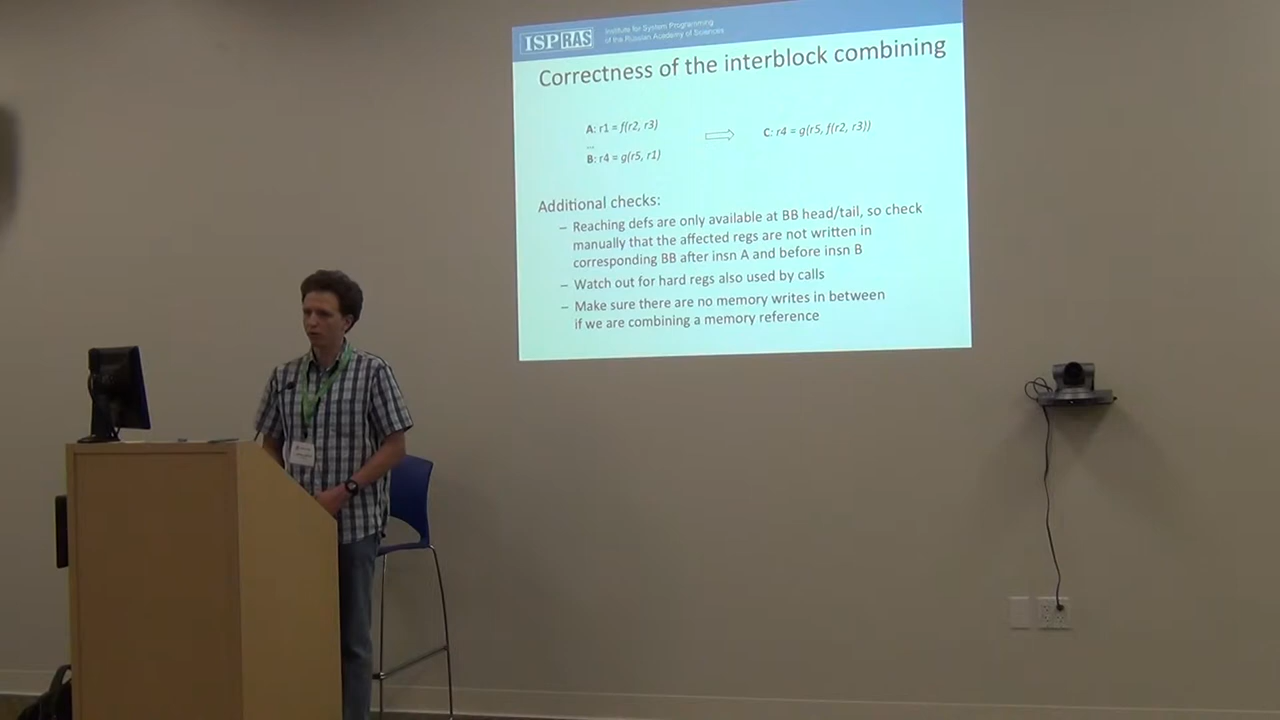 ISPRAS
Institute for System Programming
of the Russian Academy of Sciences
Correctness of the interblock combining
A: r1 = f(r2, r3)
...
B: r4 = g(r5, r1)
C: r4 = g(r5, f(r2, r3))
Additional checks:
– Reaching defs are only available at BB head/tail, so check
manually that the affected regs are not written in
corresponding BB after insn A and before insn B
– Watch out for hard regs also used by calls
– Make sure there are no memory writes in between
if we are combining a memory reference